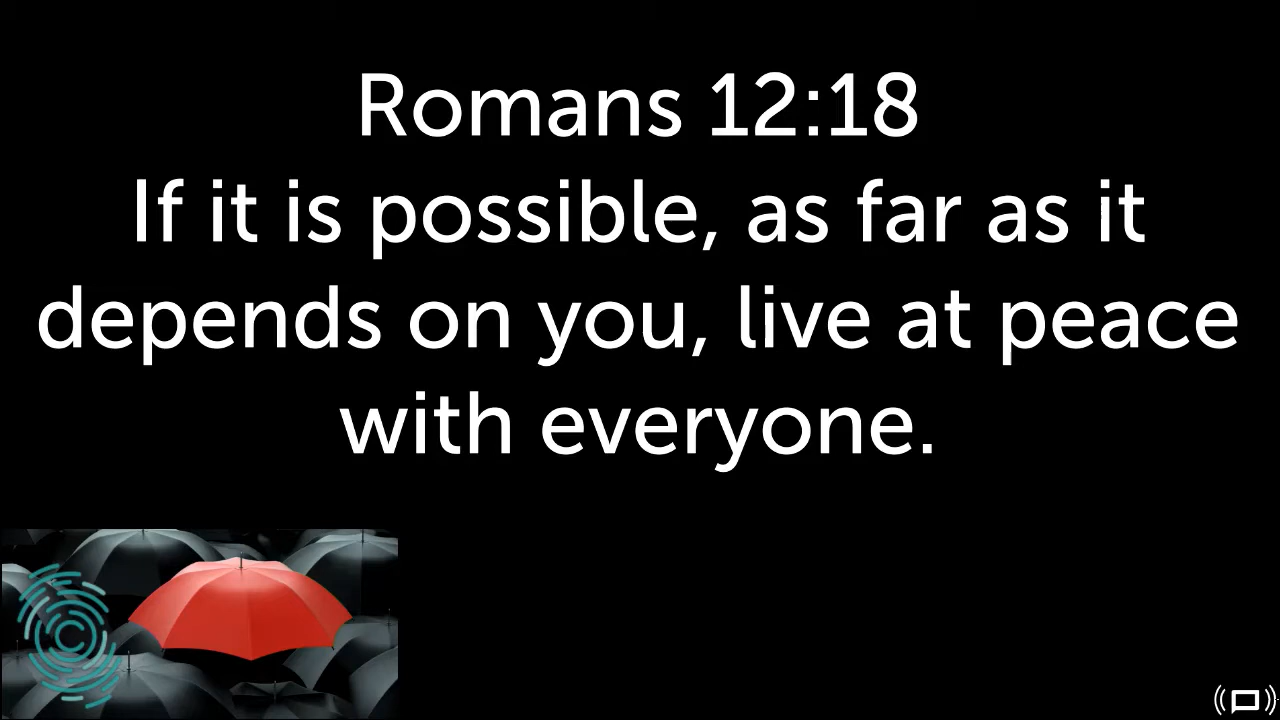 Romans 12:18
If it is possible, as far as it
depends on you, live at peace
with everyone.